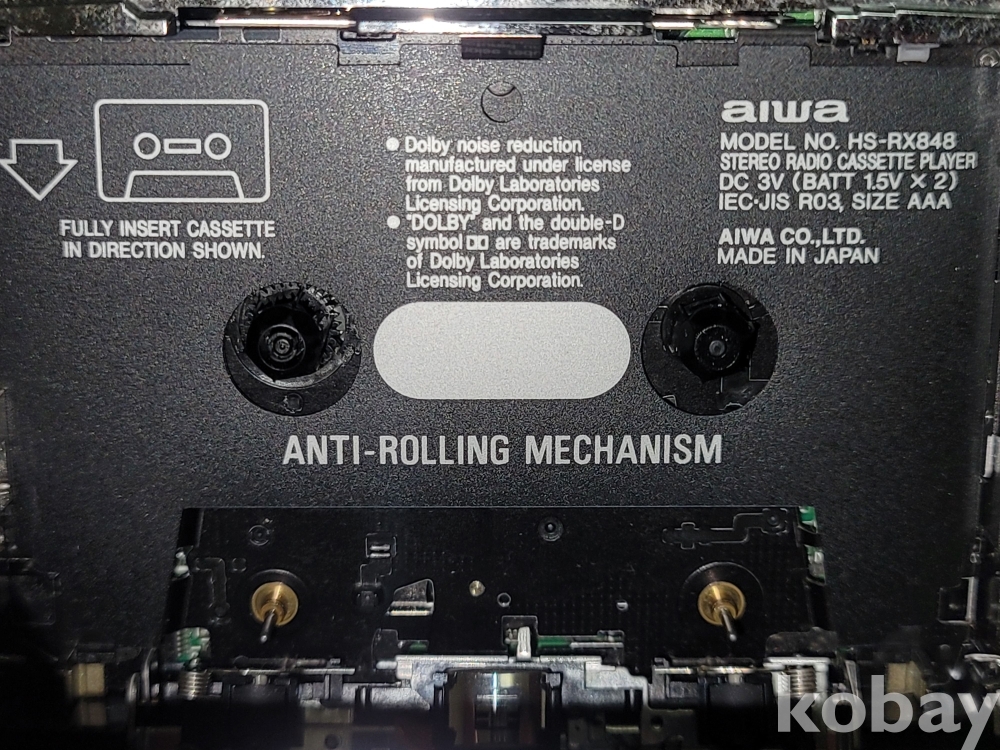 aiwa
MODEL NO. HS-RX848
STEREO RADIO CASSETTE PLAYER
DC 3V (BATT 1.5V X 2)
IEC·JIS R03, SIZE AAA
AIWA CO.,LTD.
MADE IN JAPAN
● Dolby noise reduction
manufactured under license
from Dolby Laboratories
Licensing Corporation.
● "DOLBY" and the double-D
symbol are trademarks
of Dolby Laboratories
Licensing Corporation.
FULLY INSERT CASSETTE
IN DIRECTION SHOWN.
ANTI-ROLLING MECHANISM
kobay